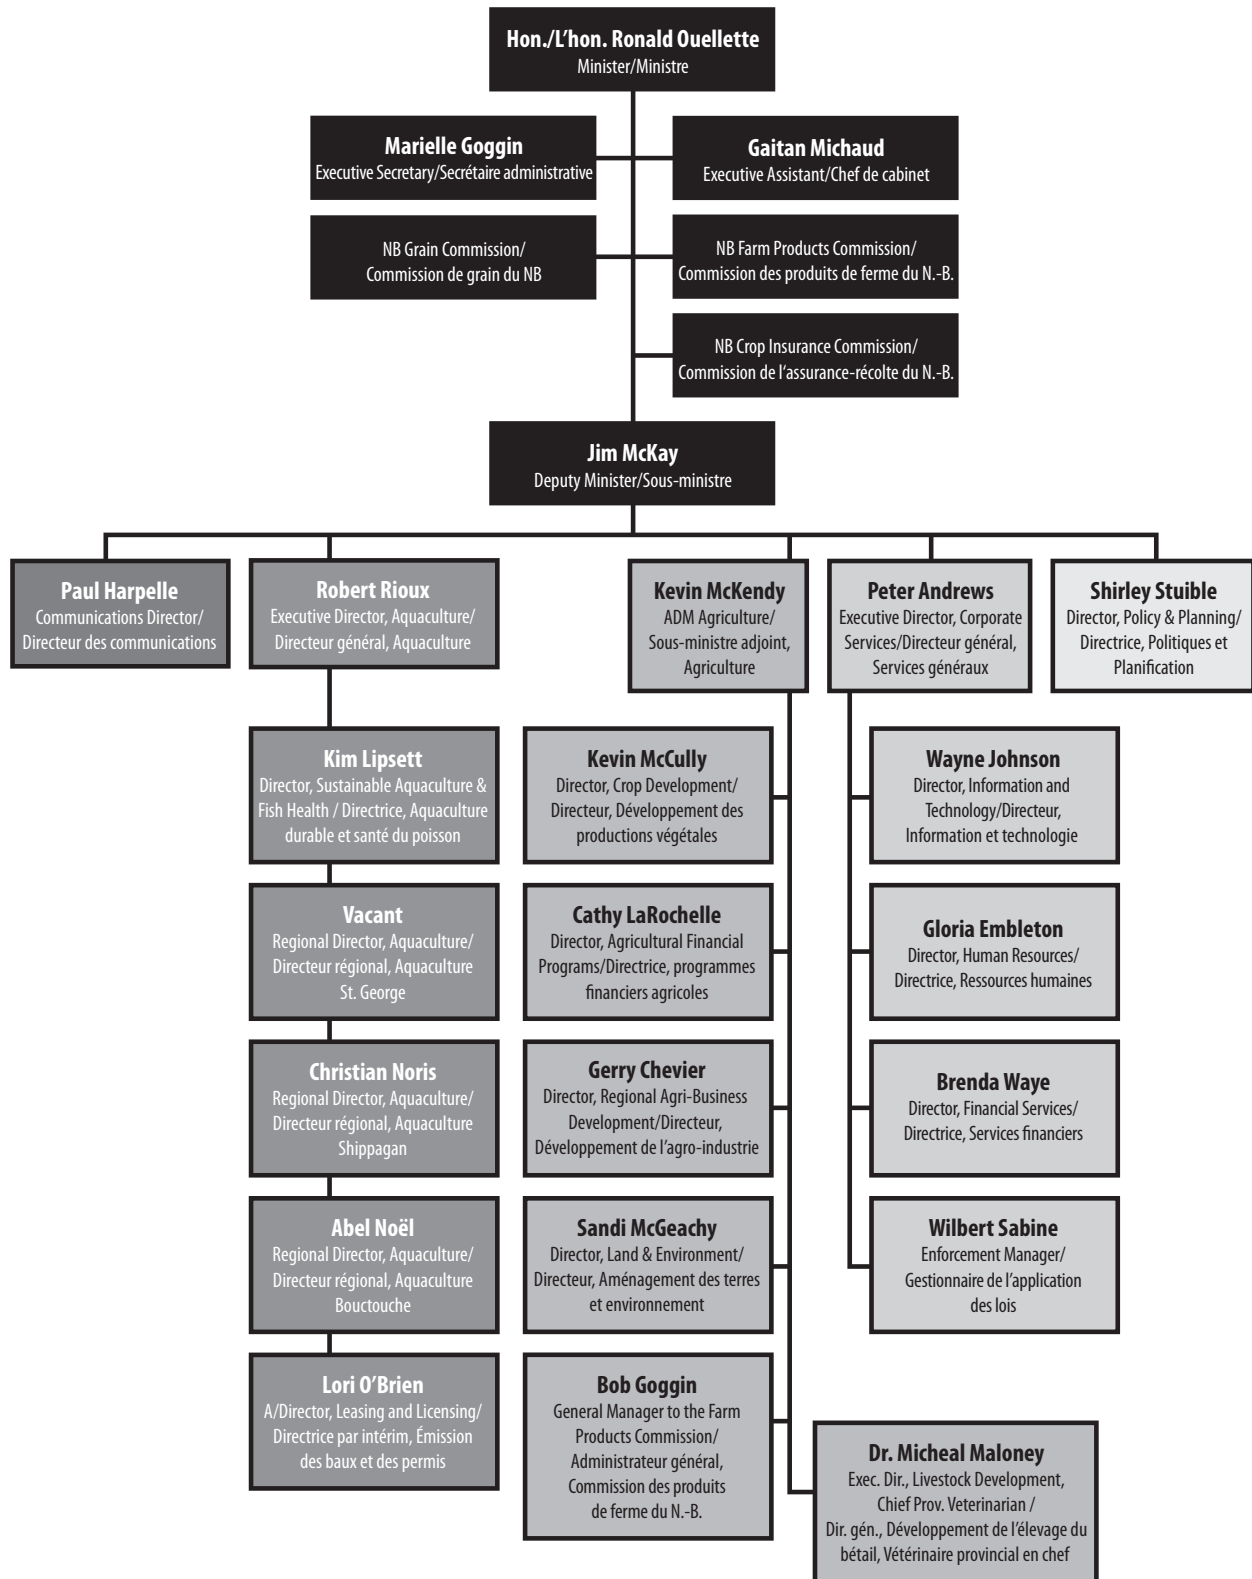 Hon./L'hon. Ronald Ouellette
Minister/Ministre
Marielle Goggin
Executive Secretary/Secrétaire administrative
Gaitan Michaud
Executive Assistant/Chef de cabinet
NB Grain Commission/
Commission de grain du NB
NB Farm Products Commission/
Commission des produits de ferme du N.-B.
NB Crop Insurance Commission/
Commission de l'assurance-récolte du N.-B.
Jim McKay
Deputy Minister/Sous-ministre
Paul Harpelle
Communications Director/
Directeur des communications
Robert Rioux
Executive Director, Aquaculture/
Directeur général, Aquaculture
Kevin McKendy
ADM Agriculture/
Sous-ministre adjoint,
Agriculture
Peter Andrews
Executive Director, Corporate
Services/Directeur général,
Services généraux
Shirley Stuible
Director, Policy & Planning/
Directrice, Politiques et
Planification
Kim Lipsett
Director, Sustainable Aquaculture &
Fish Health / Directrice, Aquaculture
durable et santé du poisson
Vacant
Regional Director, Aquaculture/
Directeur régional, Aquaculture
St. George
Christian Noris
Regional Director, Aquaculture/
Directeur régional, Aquaculture
Shippagan
Abel Noël
Regional Director, Aquaculture/
Directeur régional, Aquaculture
Bouctouche
Lori O'Brien
A/Director, Leasing and Licensing/
Directrice par intérim, Émission
des baux et des permis
Kevin McCully
Director, Crop Development/
Directeur, Développement des
productions végétales
Cathy LaRochelle
Director, Agricultural Financial
Programs/Directrice, programmes
financiers agricoles
Gerry Chevier
Director, Regional Agri-Business
Development/Directeur,
Développement de l'agro-industrie
Sandi McGeachy
Director, Land & Environment/
Directeur, Aménagement des terres
et environnement
Bob Goggin
General Manager to the Farm
Products Commission/
Administrateur général,
Commission des produits
de ferme du N.-B.
Dr. Micheal Maloney
Exec. Dir., Livestock Development,
Chief Prov. Veterinarian /
Dir. gén., Développement de l'élevage du
bétail, Vétérinaire provincial en chef
Wayne Johnson
Director, Information and
Technology/Directeur,
Information et technologie
Gloria Embleton
Director, Human Resources/
Directrice, Ressources humaines
Brenda Waye
Director, Financial Services/
Directrice, Services financiers
Wilbert Sabine
Enforcement Manager/
Gestionnaire de l'application
des lois